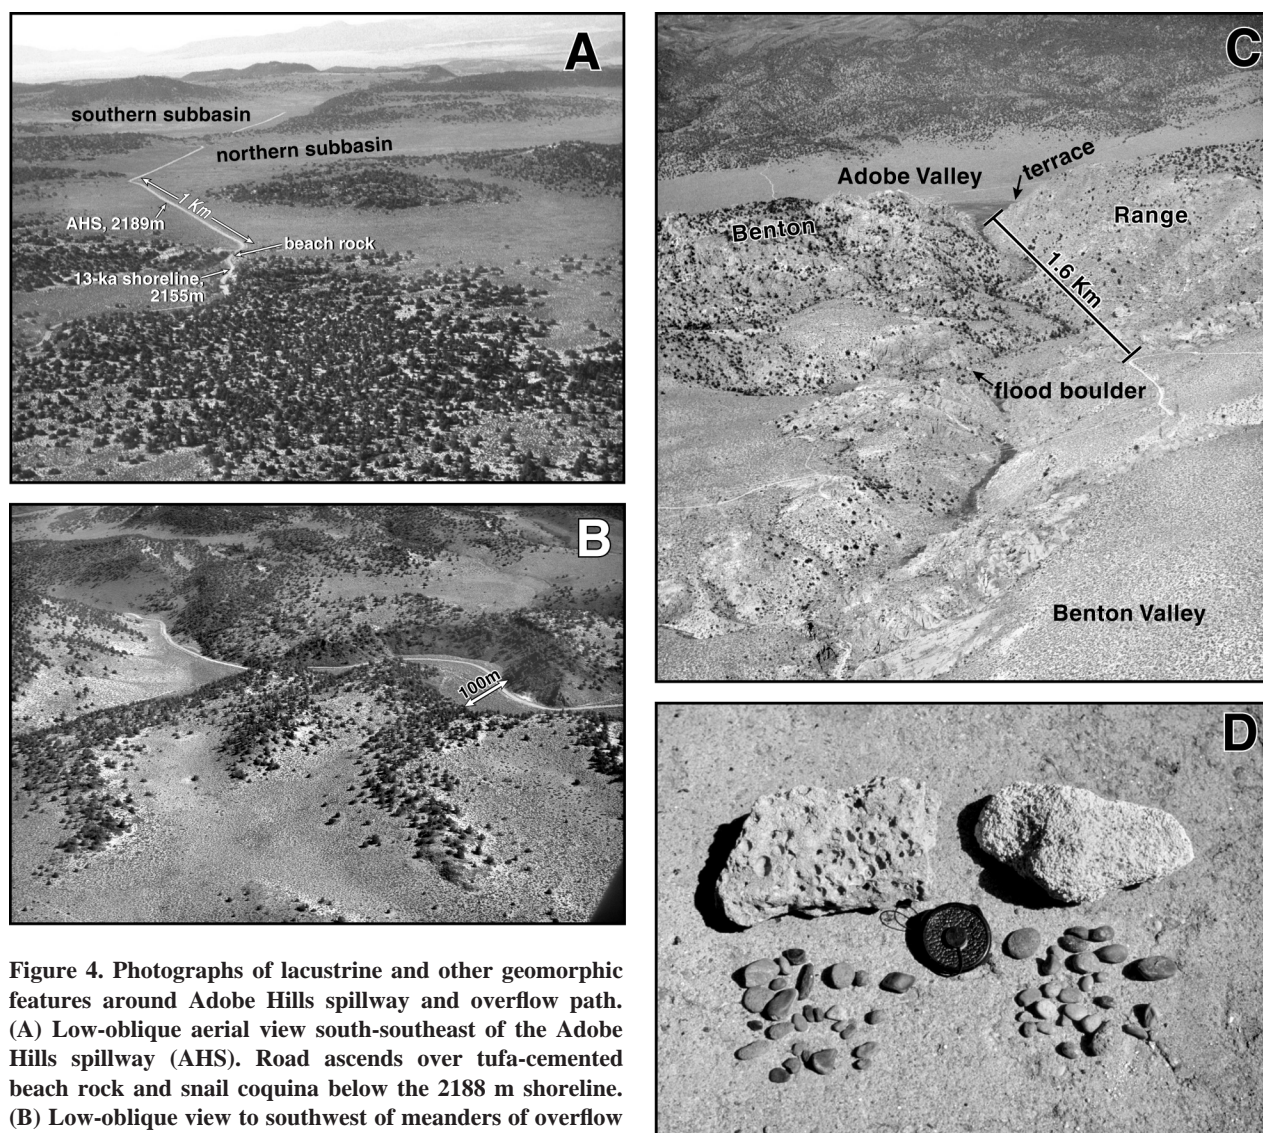 A
southern subbasin
northern subbasin
1 Km
AHS, 2189m
beach rock
13-ka shoreline,
2155m
B
100m
C
Adobe Valley
terrace
Benton
Range
1.6 Km
flood boulder
Benton Valley
D
Figure 4. Photographs of lacustrine and other geomorphic
features around Adobe Hills spillway and overflow path.
(A) Low-oblique aerial view south-southeast of the Adobe
Hills spillway (AHS). Road ascends over tufa-cemented
beach rock and snail coquina below the 2188 m shoreline.
(B) Low-oblique view to southwest of meanders of overflow